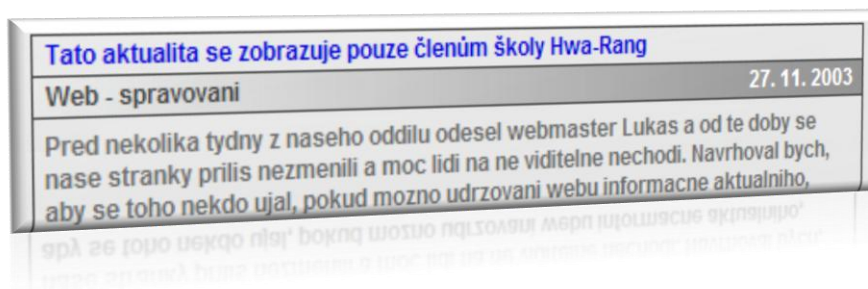 Tato aktualita se zobrazuje pouze členům školy Hwa-Rang
Web - spravovani 27. 11. 2003
Pred nekolika tydny z naseho oddilu odesel webmaster Lukas a od te doby se
nase stranky prilis nezmenili a moc lidi na ne viditelne nechodi. Navrhoval bych,
aby se toho nekdo ujal, pokud mozno udrzovani webu informacne aktualniho,